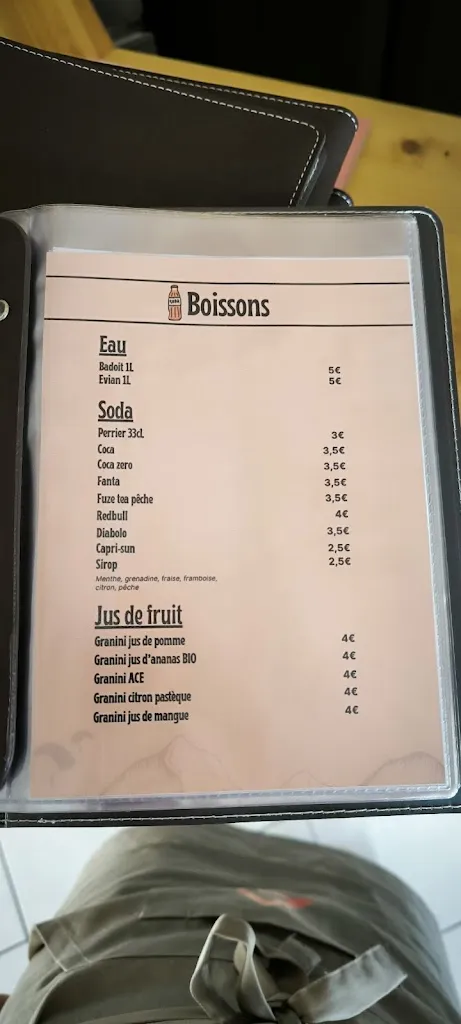 Boissons
Eau
Badoit 1L 5€
Evian 1L 5€
Soda
Perrier 33cl 3€
Coca 3,5€
Coca zero 3,5€
Fanta 3,5€
Fuze tea pêche 3,5€
Redbull 4€
Diabolo 3,5€
Capri-sun 2,5€
Sirop 2,5€
Menthe, grenadine, fraise, framboise,
citron, pêche
Jus de fruit
Granini jus de pomme 4€
Granini jus d'ananas BIO 4€
Granini ACE 4€
Granini citron pastèque 4€
Granini jus de mangue 4€